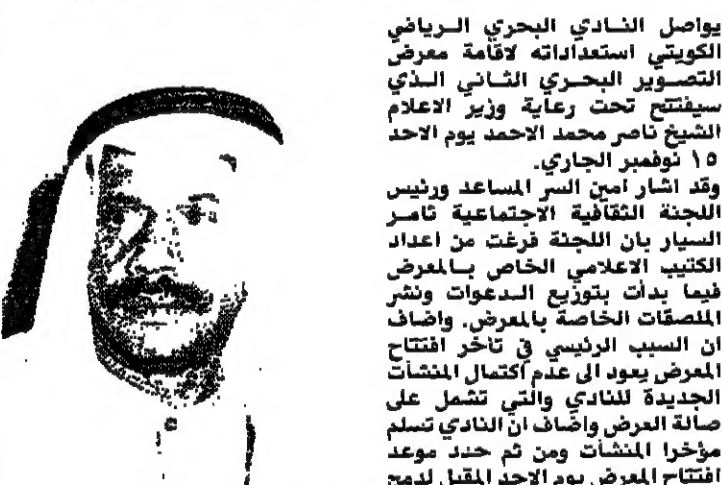 يواصل النادي البحري الرياضي
الكويتي استعداداته لاقامة معرض
التصوير البحري الثاني الذي
سيفتتح تحت رعاية وزير الاعلام
الشيخ ناصر محمد الاحمد يوم الاحد
١٥ نوفمبر الجاري.
وقد اشار امين السر المساعد ورئيس
اللجنة الثقافية الاجتماعية ثامر
السيار بان اللجنة فرغت من اعداد
الكتيب الاعلامي الخاص بالمعرض
فيما بدأت بتوزيع الدعوات ونشر
الملصقات الخاصة بالمعرض. واضاف
ان السبب الرئيسي في تأخر افتتاح
المعرض يعود الى عدم اكتمال المنشآت
الجديدة للنادي والتي تشمل على
صالة العرض واضاف ان النادي تسلم
مؤخرا المنشآت ومن ثم حدد موعد
افتتاح المعرض يوم الاحد المقبل لدمج